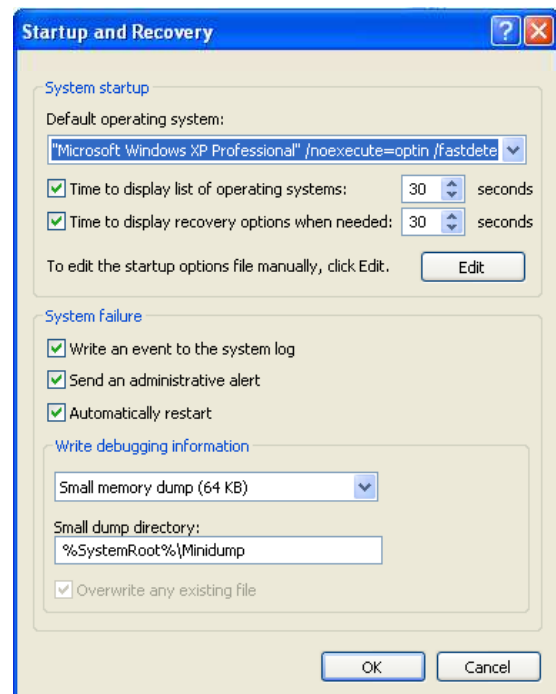 Startup and Recovery
System startup
Default operating system:
"Microsoft Windows XP Professional" /noexecute=optin /fastdete
Time to display list of operating systems: 30 seconds
Time to display recovery options when needed: 30 seconds
To edit the startup options file manually, click Edit. Edit
System failure
Write an event to the system log
Send an administrative alert
Automatically restart
Write debugging information
Small memory dump (64 KB)
Small dump directory:
%SystemRoot%\Minidump
Overwrite any existing file
OK Cancel